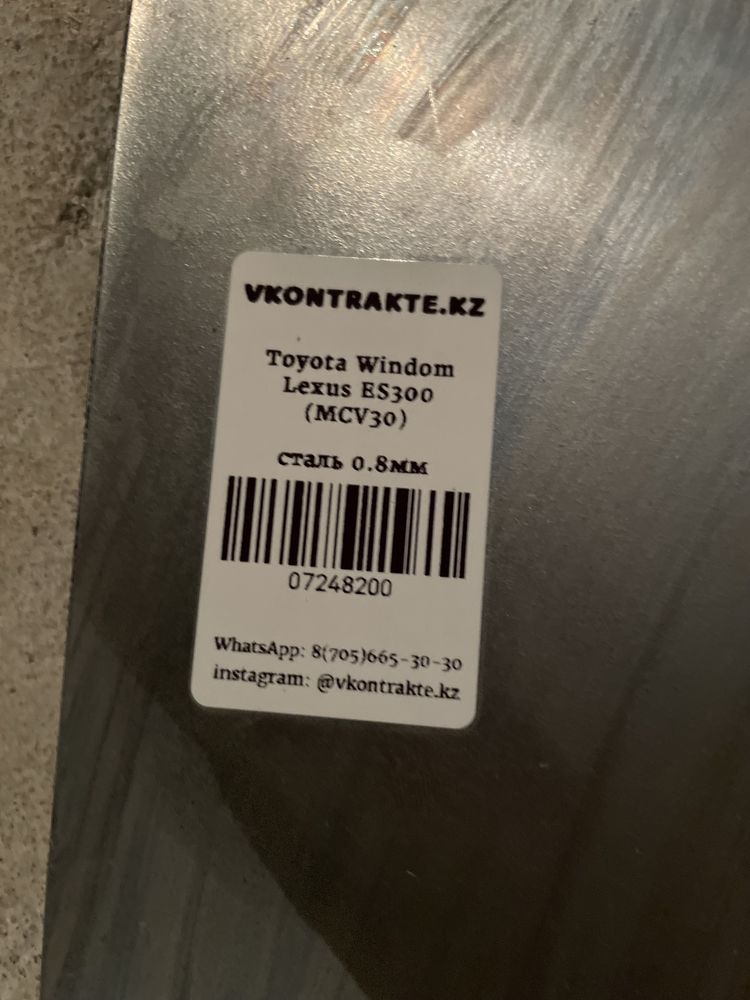 VKONTRAKTE.KZ
Toyota Windom
Lexus ES300
(MCV30)
сталь 0.8мм
07248200
WhatsApp: 8(705)665-30-30
instagram: @vkontrakte.kz